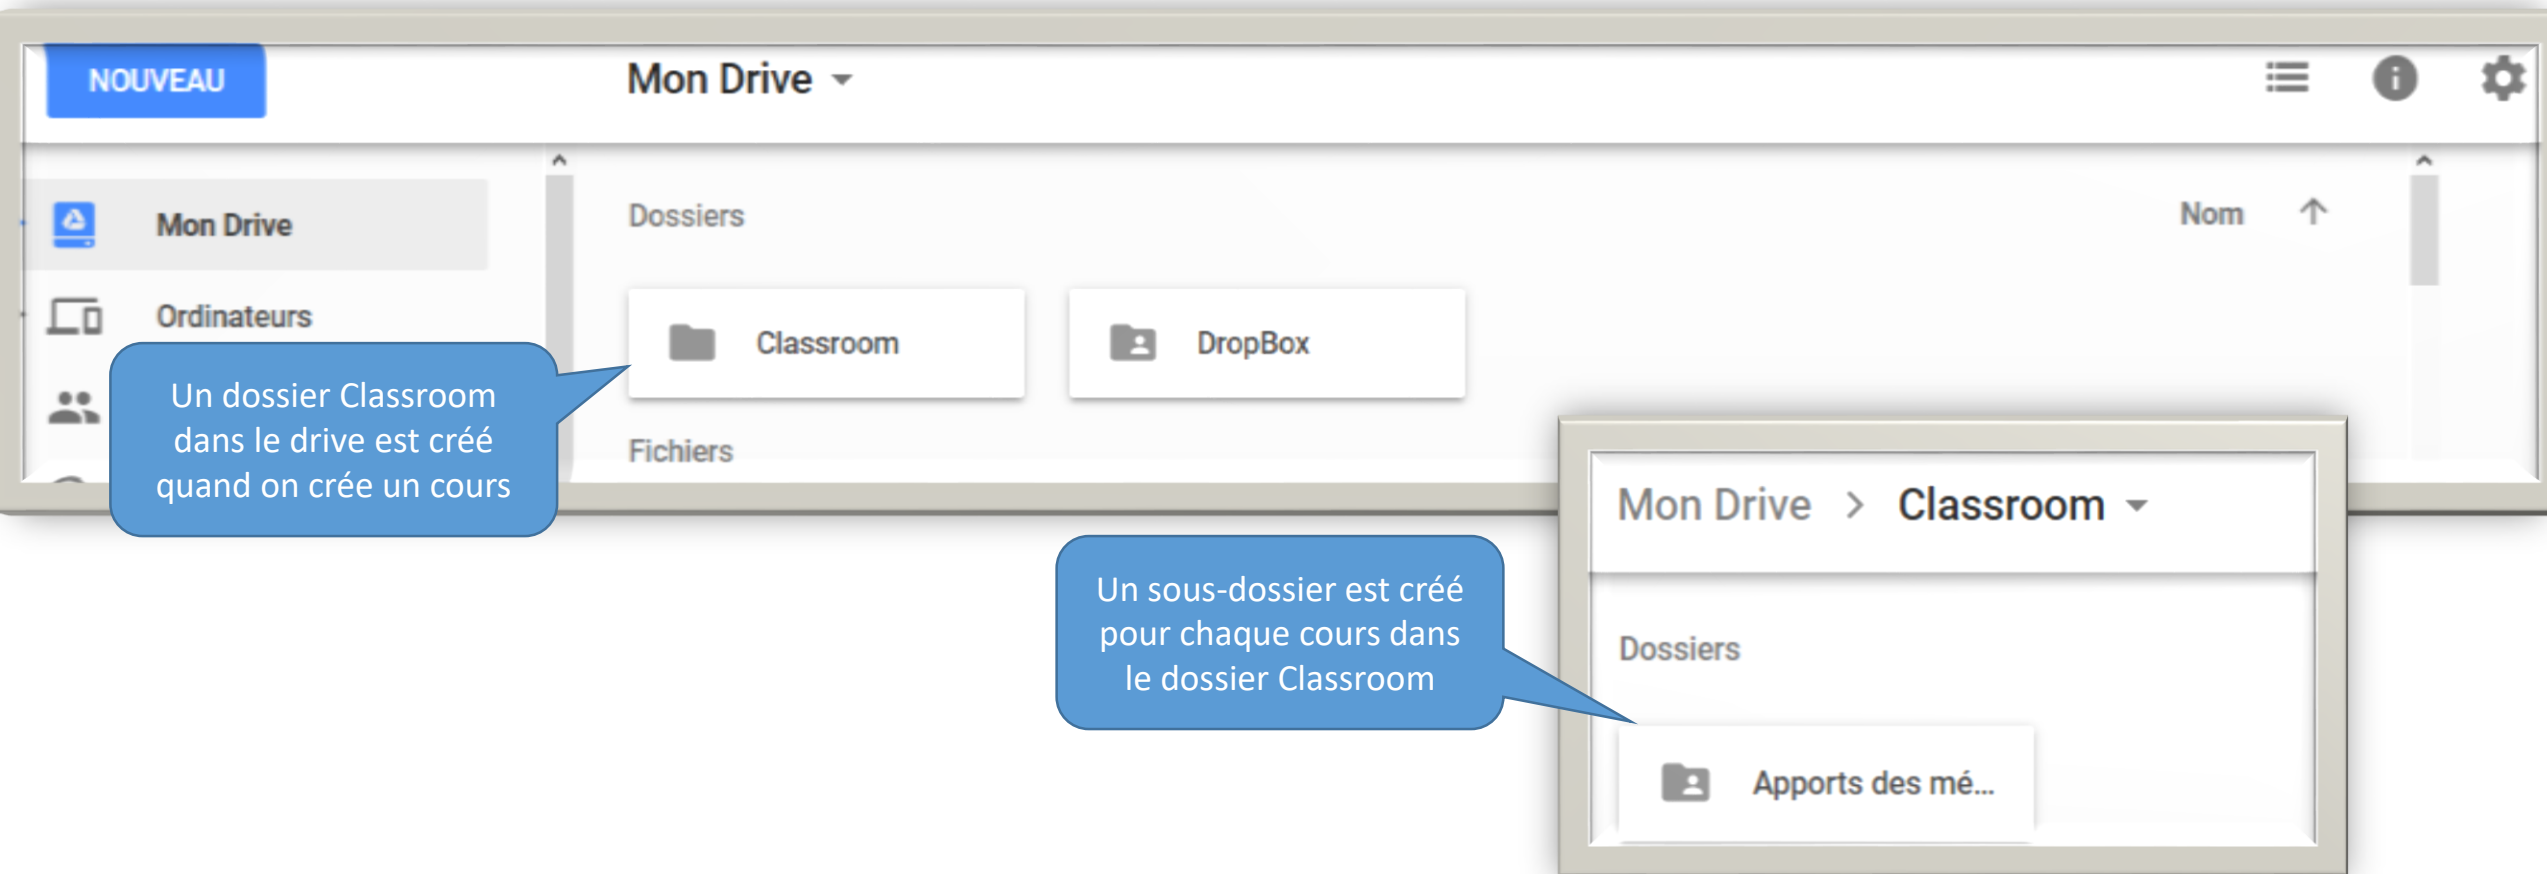 NOUVEAU
Mon Drive
Mon Drive
Ordinateurs
Dossiers
Nom
Classroom
DropBox
Fichiers
Un dossier Classroom
dans le drive est créé
quand on crée un cours
Mon Drive > Classroom
Dossiers
Apports des mé...
Un sous-dossier est créé
pour chaque cours dans
le dossier Classroom